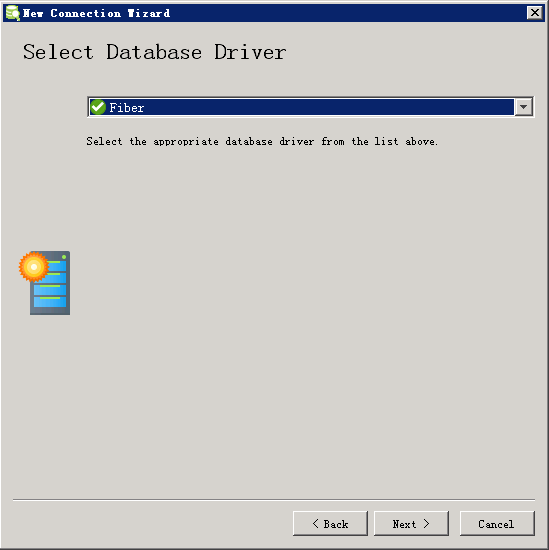 New Connection Wizard
Select Database Driver
Fiber
Select the appropriate database driver from the list above.
< Back
Next >
Cancel